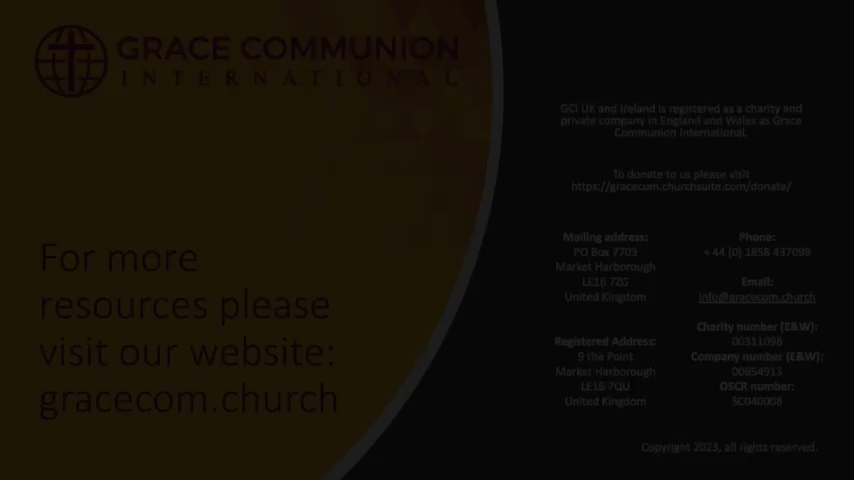 GRACE COMMUNION
INTERNATIONAL
For more
resources please
visit our website:
gracecom.church
GCI UK and Ireland is registered as a charity and
private company in England and Wales as Grace
Communion International.
To donate to us please visit
https://gracecom.churchsuite.com/donate/
Mailing address:
PO Box 7703
Market Harborough
LE16 7ZG
United Kingdom
Registered Address:
9 the Point
Market Harborough
LE16 7QU
United Kingdom
Phone:
+ 44 (0) 1858 437099
Email:
info@gracecom.church
Charity number (E&W):
00311098
Company number (E&W):
00654913
OSCR number:
SC040008
Copyright 2023, all rights reserved.